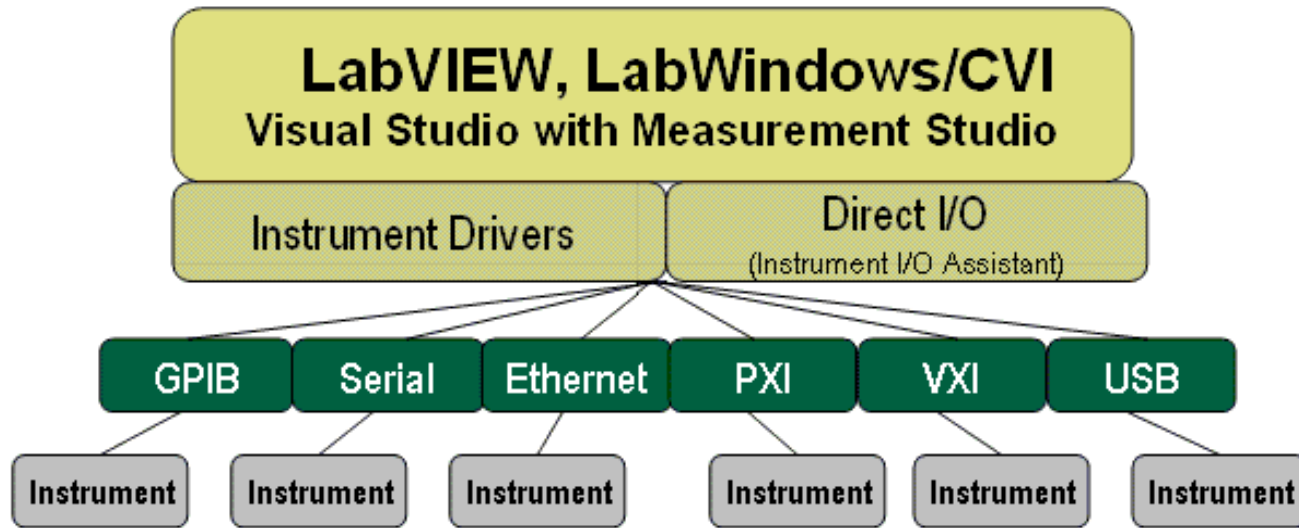 LabVIEW, LabWindows/CVI
Visual Studio with Measurement Studio
Instrument Drivers
Direct I/O
(Instrument I/O Assistant)
GPIB
Serial
Ethernet
PXI
VXI
USB
Instrument
Instrument
Instrument
Instrument
Instrument
Instrument